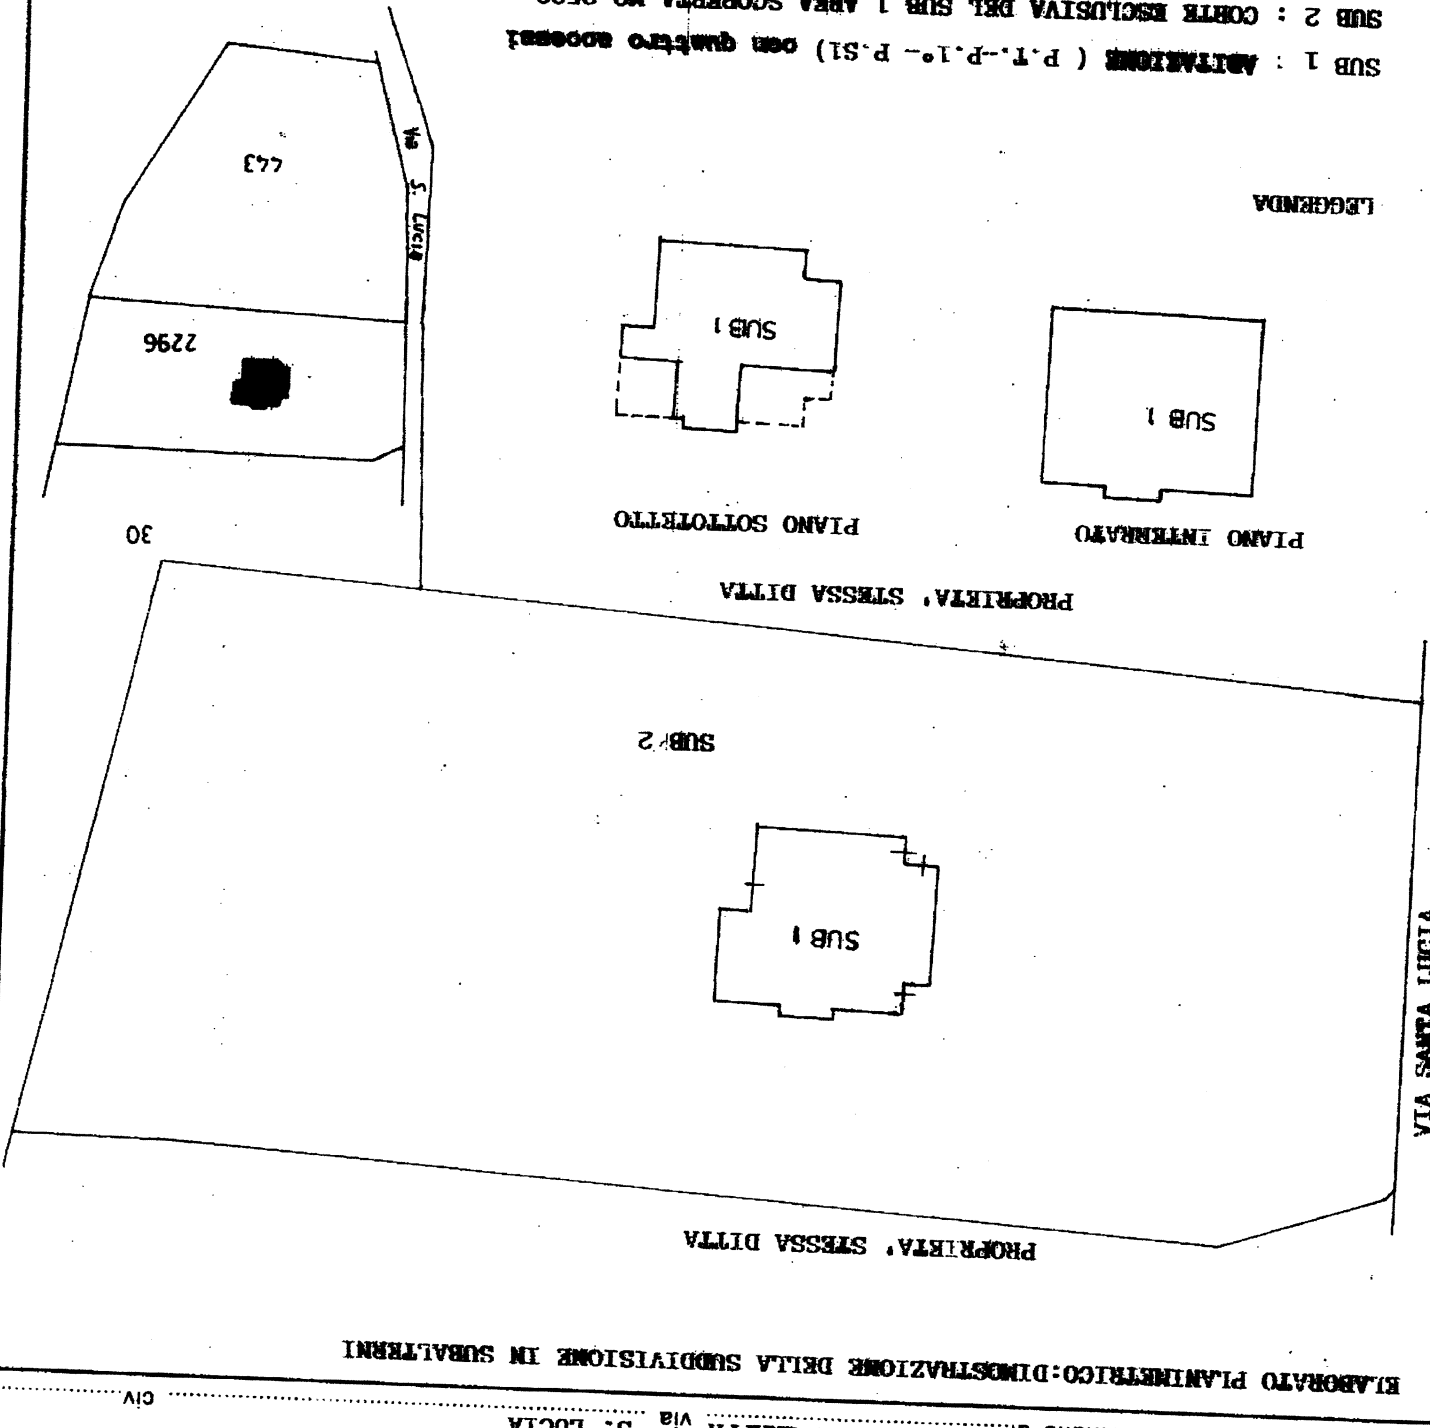 via S. LUCIA
civ
ELABORATO PLANIMETRICO:DIMOSTRAZIONE DELLA SUDDIVISIONE IN SUBALTERNI
PROPRIETA' STESSA DITTA
VIA SANTA LUCIA
SUB 1
SUB 2
PROPRIETA' STESSA DITTA
30
PIANO INTERRATO
PIANO SOTTOTETTO
SUB 1
SUB 1
2296
443
Via S. Lucia
LEGGENDA
SUB 1 : ABITAZIONE ( P.T.--P.1°- P.S1) con quattro accessi
SUB 2 : CORTE ESCLUSIVA DEL SUB 1 AREA SCOPERTA MQ